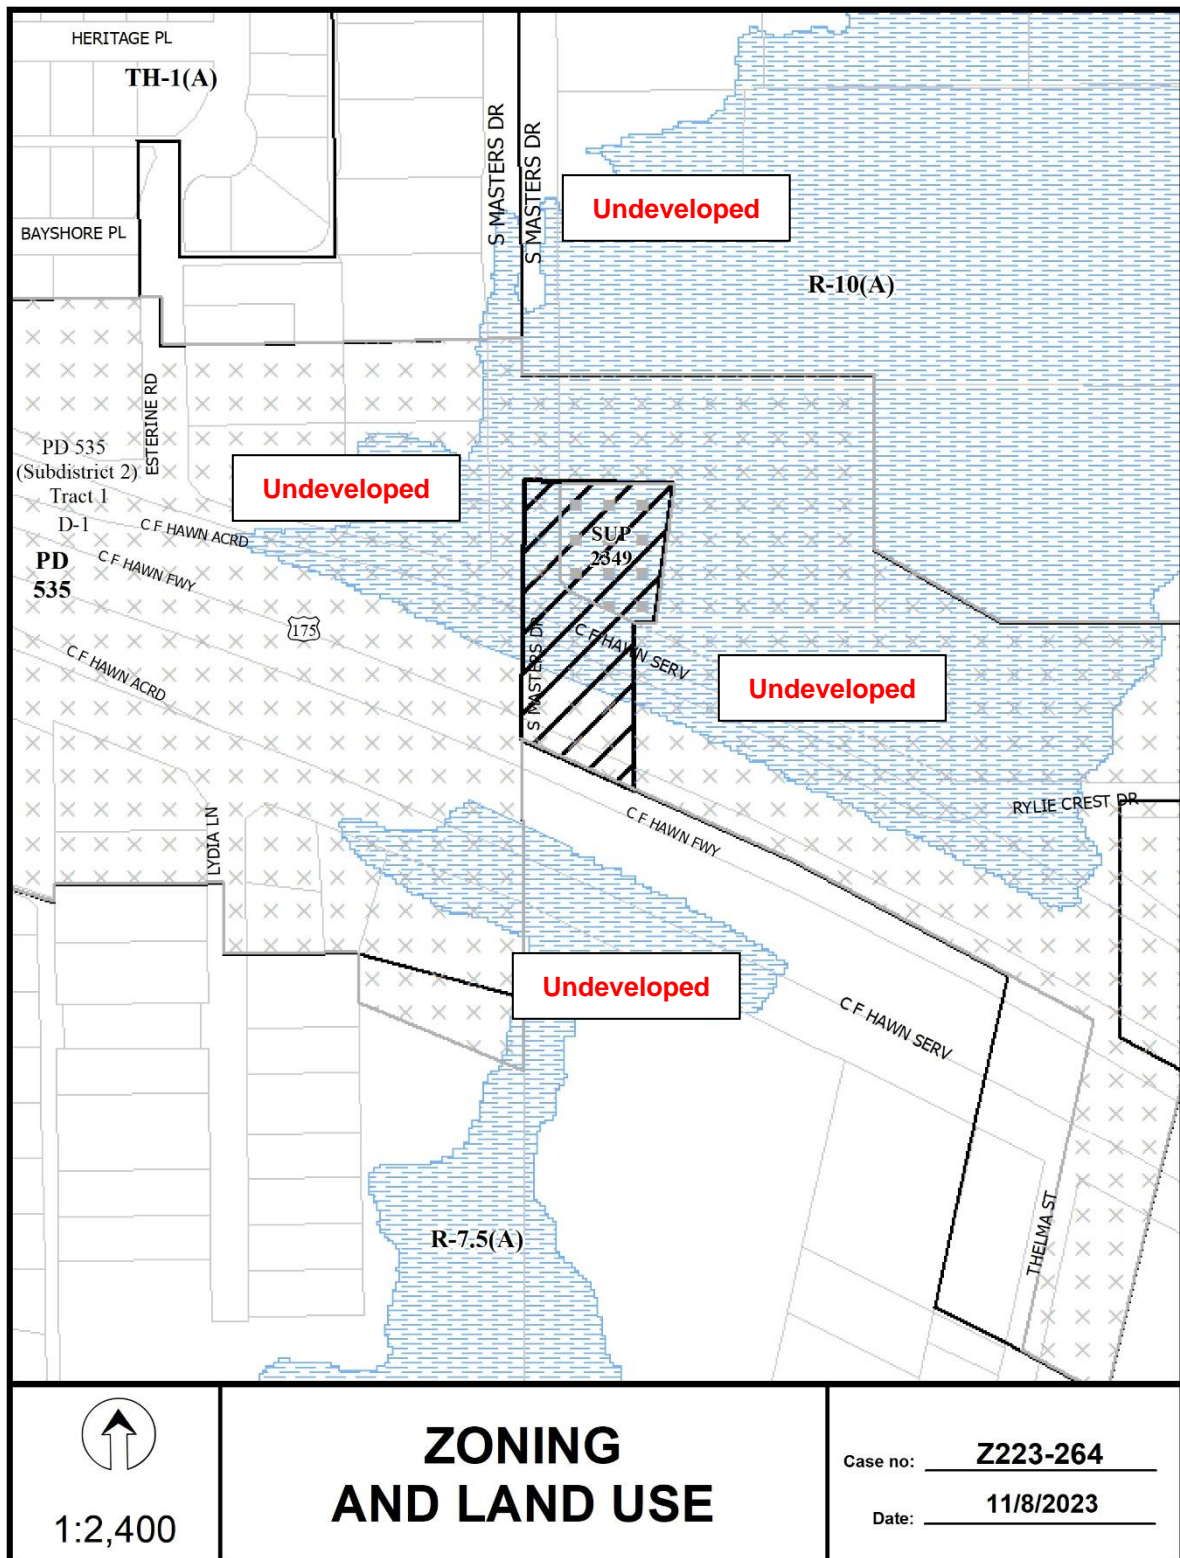 HERITAGE PL
TH-1(A)
S MASTERS DR
S MASTERS DR
Undeveloped
BAYSHORE PL
R-10(A)
ESTERINE RD
PD 535
(Subdistrict 2)
Tract 1
D-1
PD
535
Undeveloped
C F HAWN ACRD
C F HAWN FWY
175
C F HAWN ACRD
SUP
2349
C F HAWN SERV
S MASTERS DR
Undeveloped
LYDIA LN
C F HAWN FWY
RYLIE CREST DR
Undeveloped
C F HAWN SERV
THELMA ST
R-7.5(A)
1:2,400
ZONING
AND LAND USE
Case no: Z223-264
Date: 11/8/2023